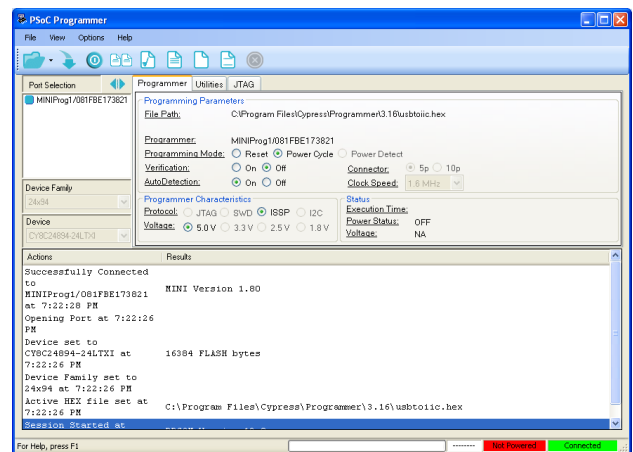 PSoC Programmer
File View Options Help
Port Selection
Programmer Utilities JTAG
MINIProg1/081FBE173821
Programming Parameters
File Path: C:\Program Files\Cypress\Programmer\3.16\usbtoiic.hex
Programmer: MINIProg1/081FBE173821
Programming Mode: Reset Power Cycle Power Detect
Verification: On Off Connector: 5p 10p
AutoDetection: On Off Clock Speed: 1.6 MHz
Device Family
24x94
Device
CY8C24894-24LTXI
Programmer Characteristics
Protocol: JTAG SWD ISSP I2C
Voltage: 5.0 V 3.3 V 2.5 V 1.8 V
Status
Execution Time:
Power Status: OFF
Voltage: NA
Actions Results
Successfully Connected
to
MINIProg1/081FBE173821 MINI Version 1.80
at 7:22:28 PM
Opening Port at 7:22:26
PM
Device set to
CY8C24894-24LTXI at 16384 FLASH bytes
7:22:26 PM
Device Family set to
24x94 at 7:22:26 PM
Active HEX file set at
7:22:26 PM C:\Program Files\Cypress\Programmer\3.16\usbtoiic.hex
Session Started at
For Help, press F1
Not Powered Connected